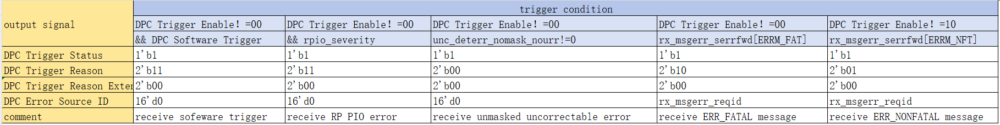 trigger condition
output signal
DPC Trigger Enable! =00 DPC Trigger Enable! =00 DPC Trigger Enable! =00 DPC Trigger Enable! =00 DPC Trigger Enable! =10
&& DPC Software Trigger && rpio_severity unc_deterr_nomask_nourr!=0 rx_msgerr_serrfwd[ERRM_FAT] rx_msgerr_serrfwd[ERRM_NFT]
DPC Trigger Status 1'b1 1'b1 1'b1 1'b1 1'b1
DPC Trigger Reason 2'b11 2'b11 2'b00 2'b10 2'b01
DPC Trigger Reason Exter 2'b00 2'b00 2'b00 2'b00 2'b00
DPC Error Source ID 16'd0 16'd0 16'd0 rx_msgerr_reqid rx_msgerr_reqid
comment receive sofeware trigger receive RP PIO error receive unmasked uncorrectable error receive ERR_FATAL message receive ERR_NONFATAL message